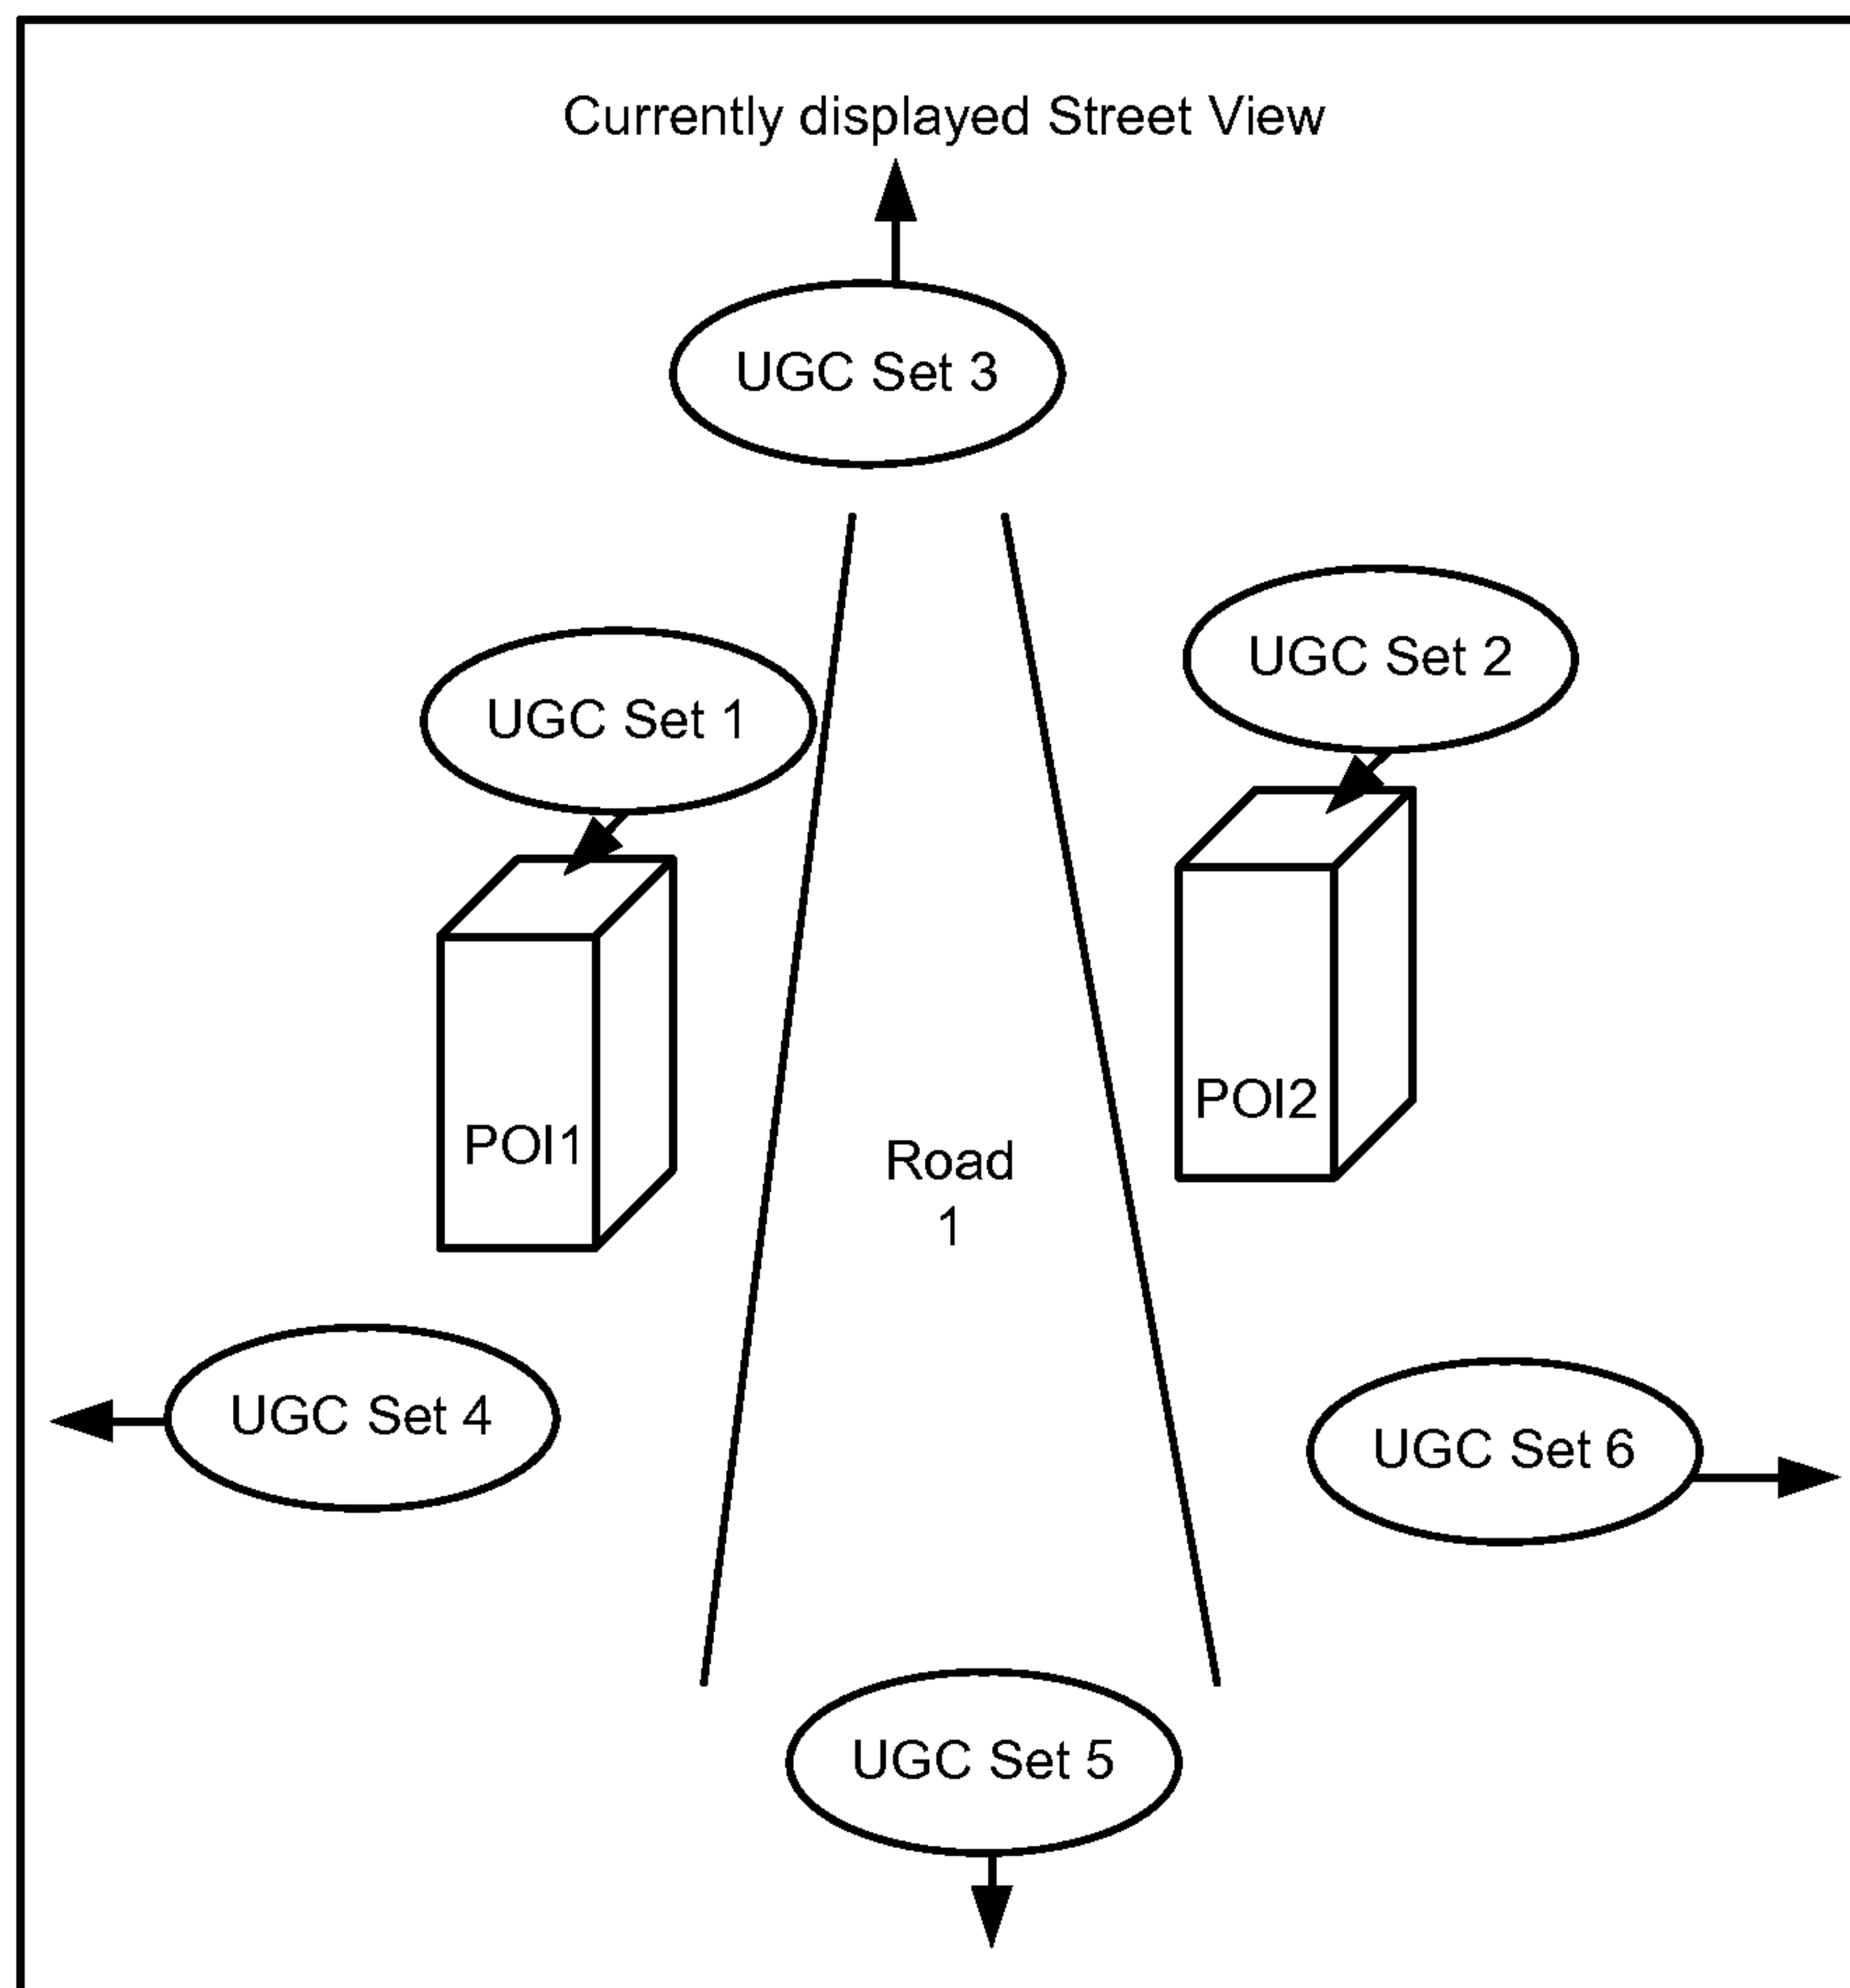 Currently displayed Street View
UGC Set 3
UGC Set 2
UGC Set 1
POI2
POI1
Road
1
UGC Set 4
UGC Set 6
UGC Set 5